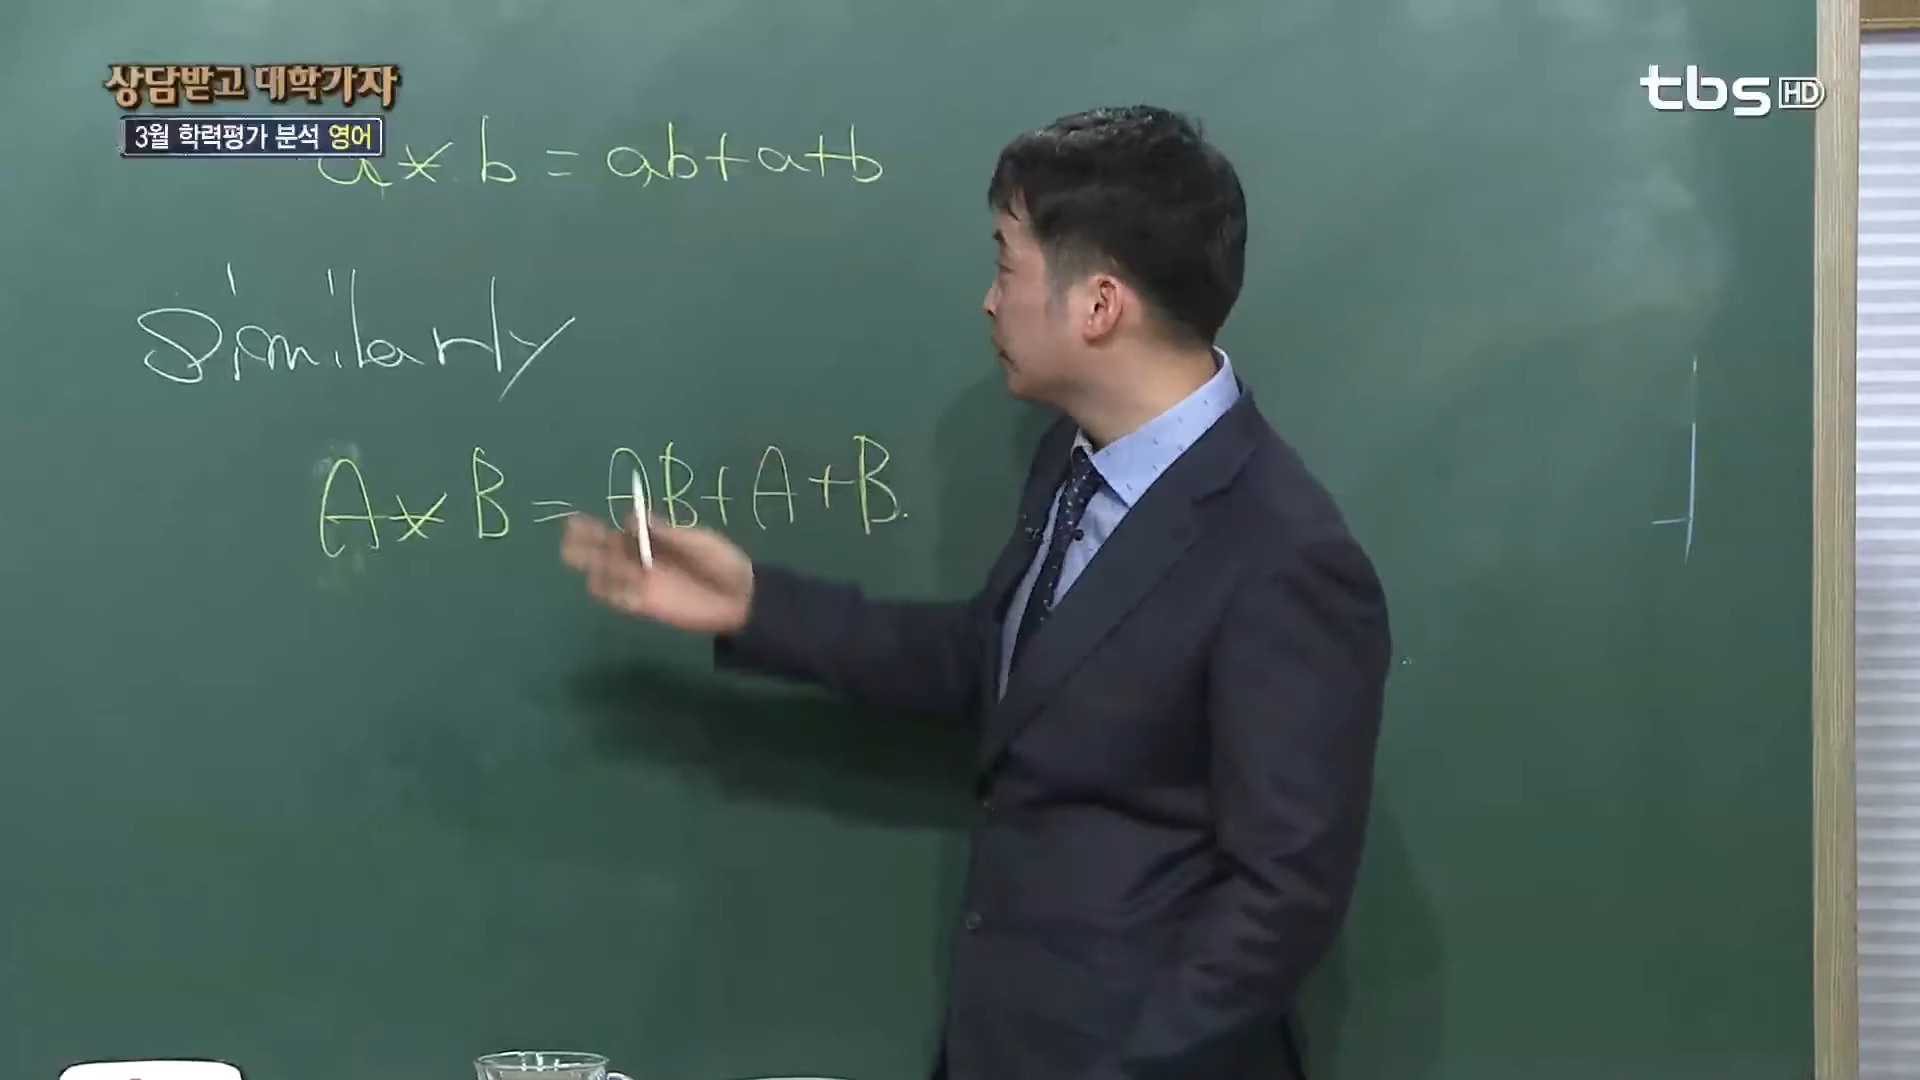 상담받고 대학가자
3월 학력평가 분석 영어
tbs HD
a * b = ab + a + b
Similarly
A * B = AB + A + B.